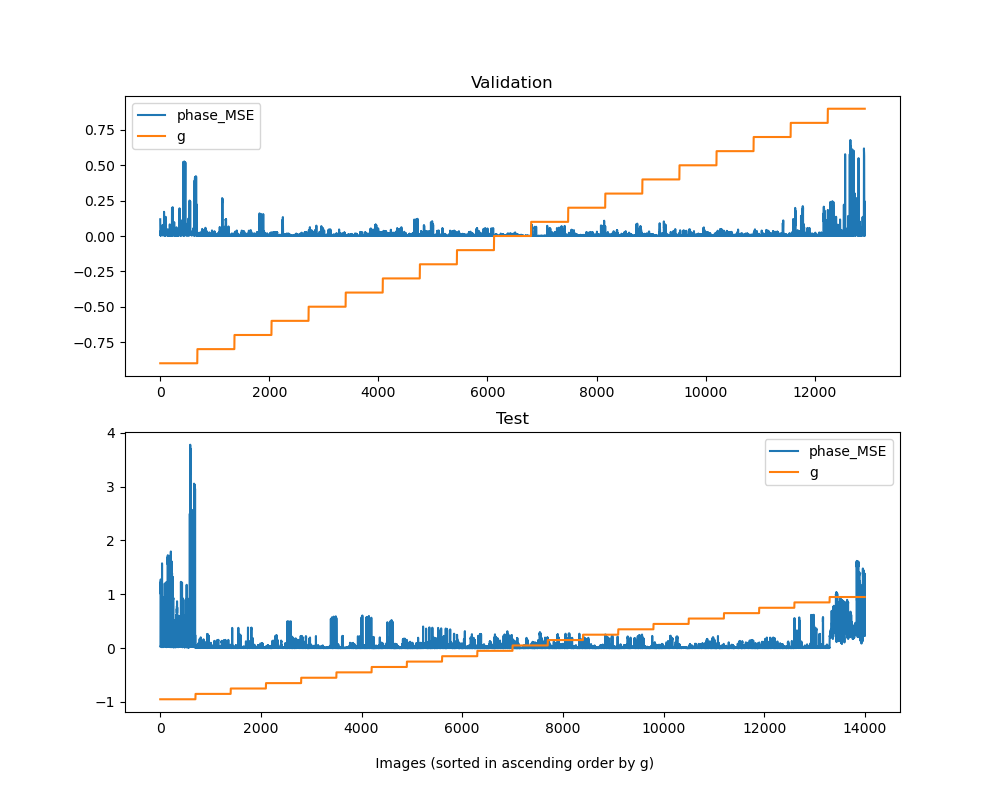 Validation
phase_MSE
g
0.75
0.50
0.25
0.00
−0.25
−0.50
−0.75
0 2000 4000 6000 8000 10000 12000
Test
phase_MSE
g
4
3
2
1
0
−1
0 2000 4000 6000 8000 10000 12000 14000
Images (sorted in ascending order by g)